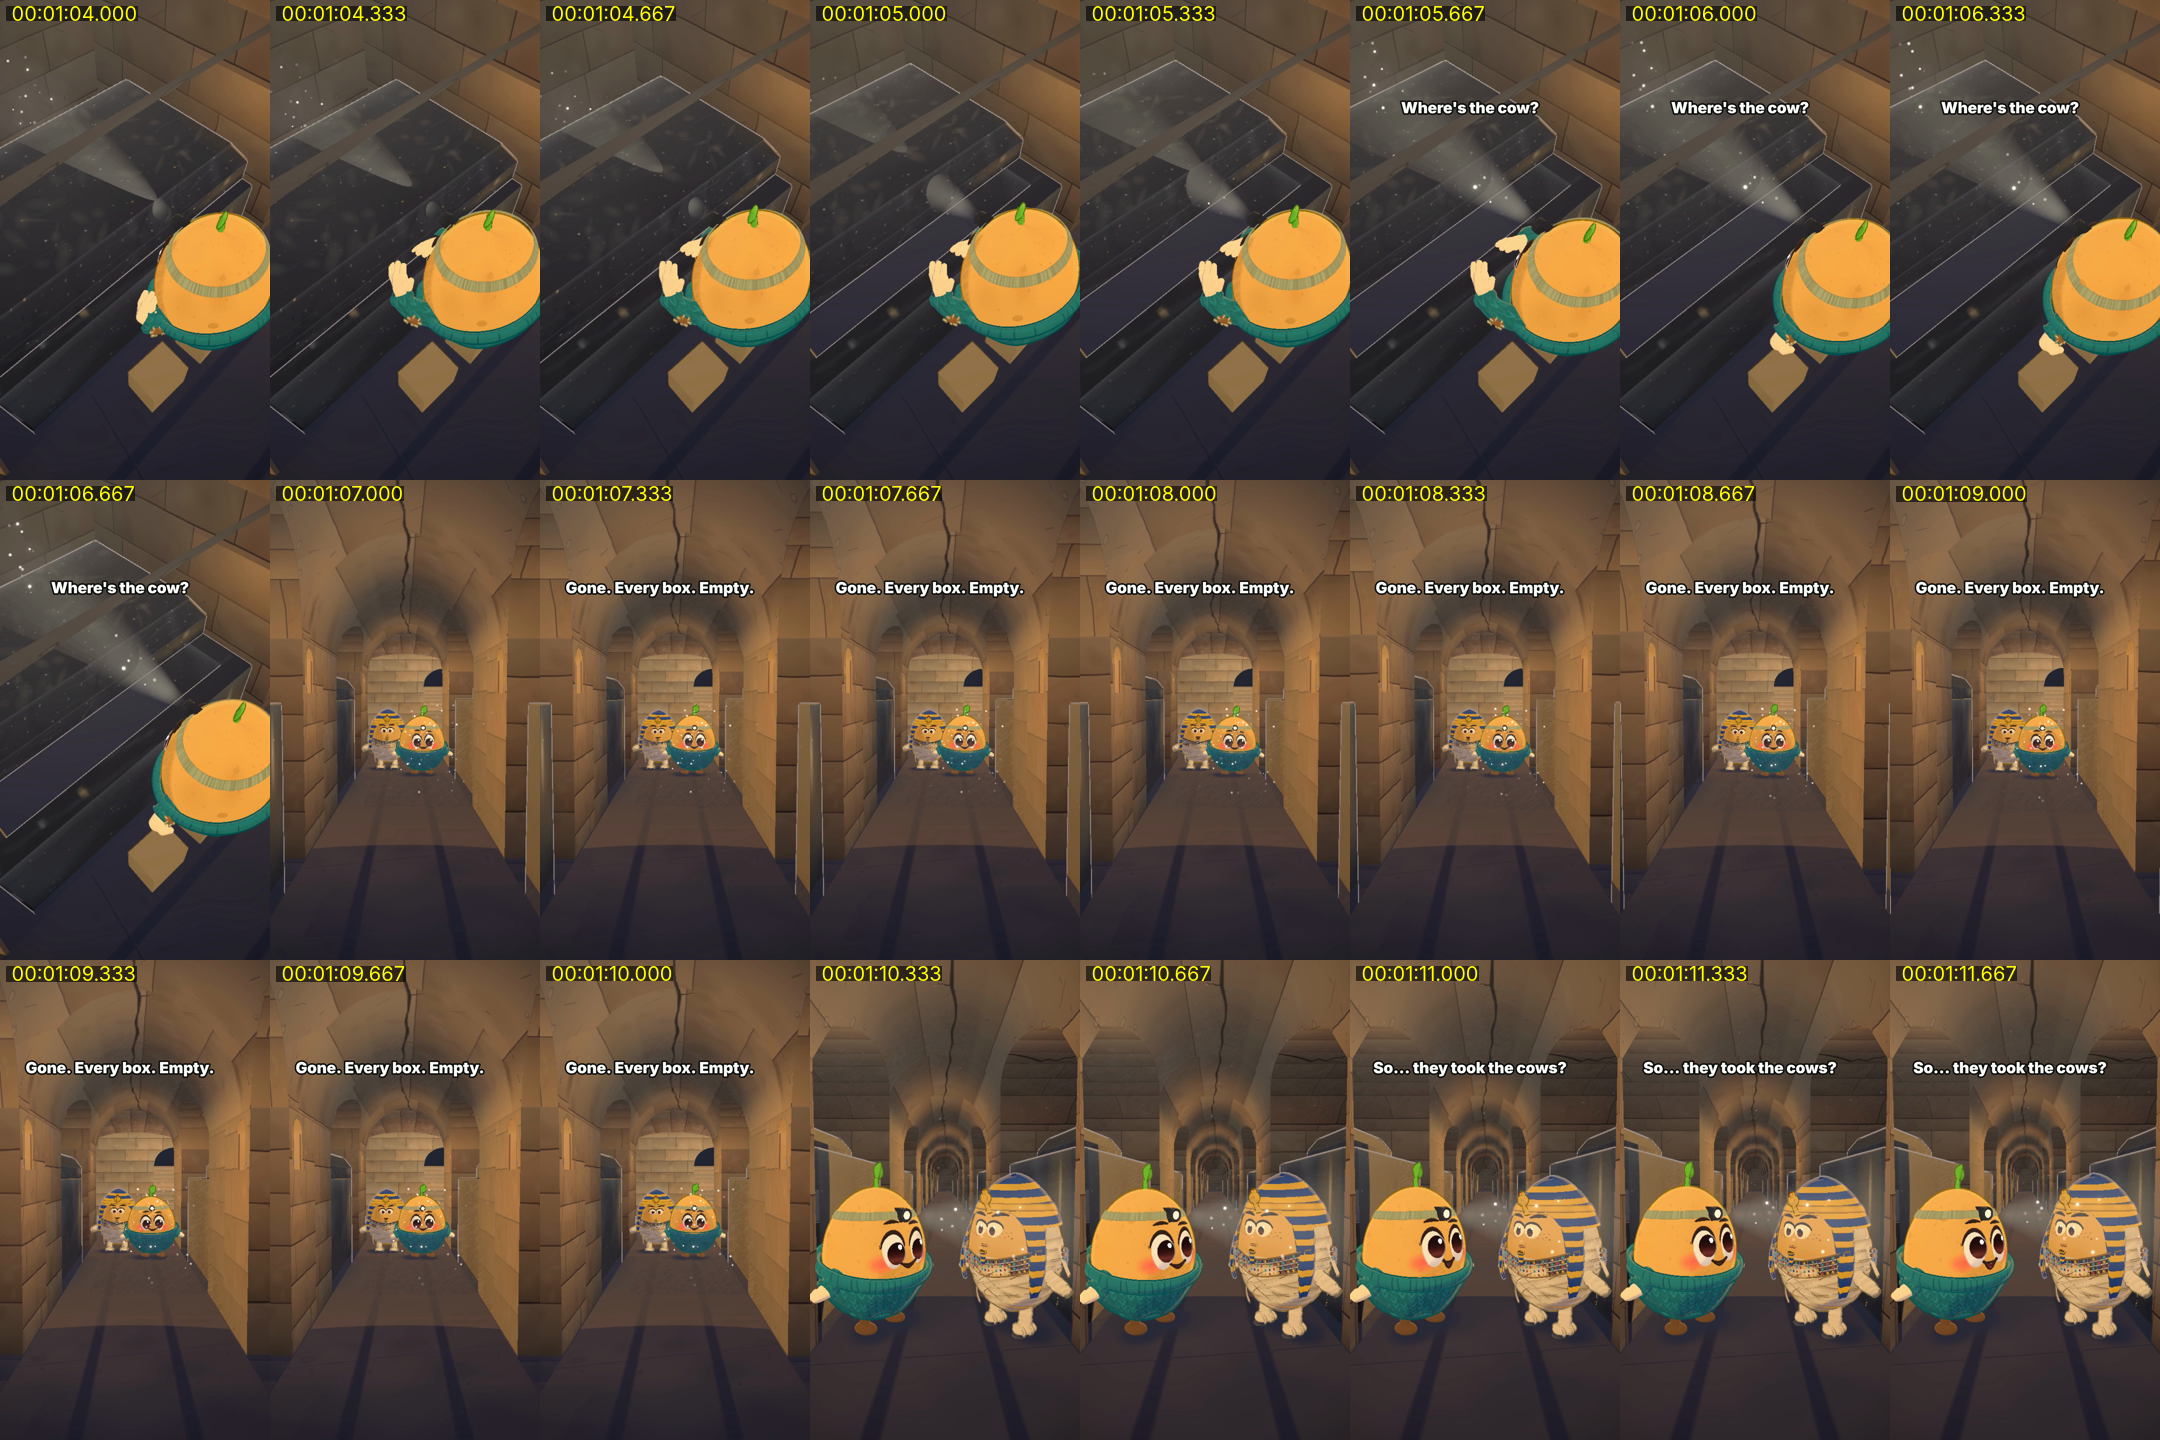 00:01:04.000
00:01:04.333
00:01:04.667
00:01:05.000
00:01:05.333
00:01:05.667
00:01:06.000
00:01:06.333
Where's the cow?
Where's the cow?
Where's the cow?
00:01:06.667
00:01:07.000
00:01:07.333
00:01:07.667
00:01:08.000
00:01:08.333
00:01:08.667
00:01:09.000
Where's the cow?
Gone. Every box. Empty.
Gone. Every box. Empty.
Gone. Every box. Empty.
Gone. Every box. Empty.
Gone. Every box. Empty.
Gone. Every box. Empty.
00:01:09.333
00:01:09.667
00:01:10.000
00:01:10.333
00:01:10.667
00:01:11.000
00:01:11.333
00:01:11.667
Gone. Every box. Empty.
Gone. Every box. Empty.
Gone. Every box. Empty.
So... they took the cows?
So... they took the cows?
So... they took the cows?